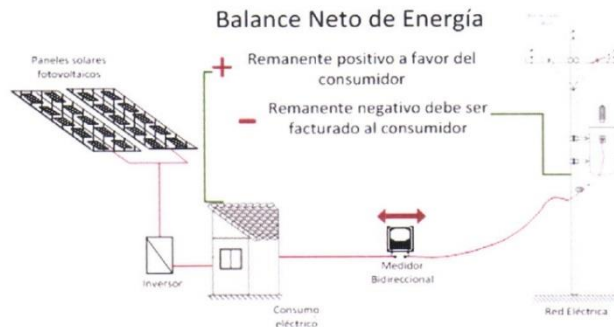 Balance Neto de Energía
Paneles solares
fotovoltaicos
+ Remanente positivo a favor del
consumidor
- Remanente negativo debe ser
facturado al consumidor
Inversor
Consumo
eléctrico
Medidor
Bidireccional
Red Eléctrica